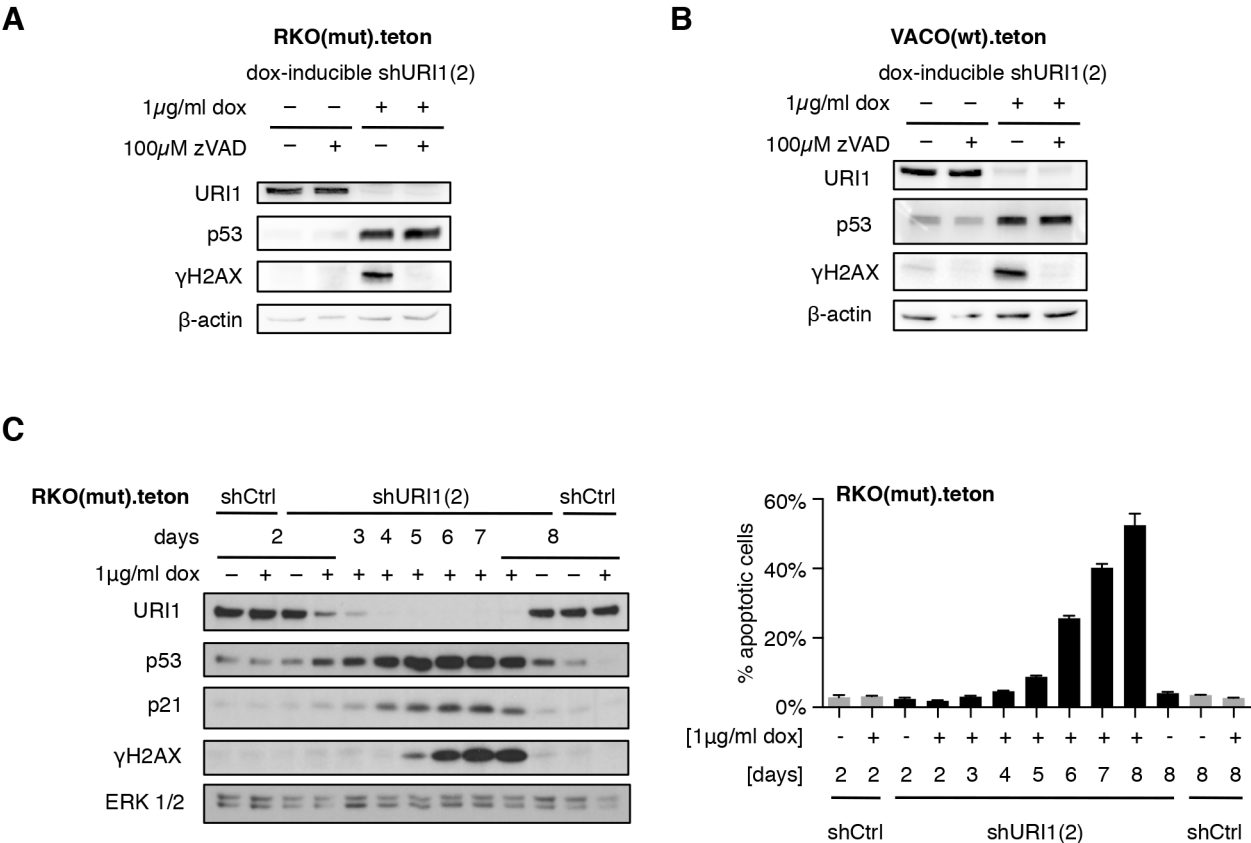 A
RKO(mut).teton
dox-inducible shURI1(2)
1µg/ml dox – – + +
100µM zVAD – + – +
URI1
p53
γH2AX
β-actin
B
VACO(wt).teton
dox-inducible shURI1(2)
1µg/ml dox – – + +
100µM zVAD – + – +
URI1
p53
γH2AX
β-actin
C
RKO(mut).teton shCtrl shURI1(2) shCtrl
days 2 3 4 5 6 7 8
1µg/ml dox – + – + + + + + + + – – +
URI1
p53
p21
γH2AX
ERK 1/2
RKO(mut).teton
% apoptotic cells
60%
40%
20%
0%
[1µg/ml dox] - + - + + + + + + + - - +
[days] 2 2 2 2 3 4 5 6 7 8 8 8 8
shCtrl shURI1(2) shCtrl